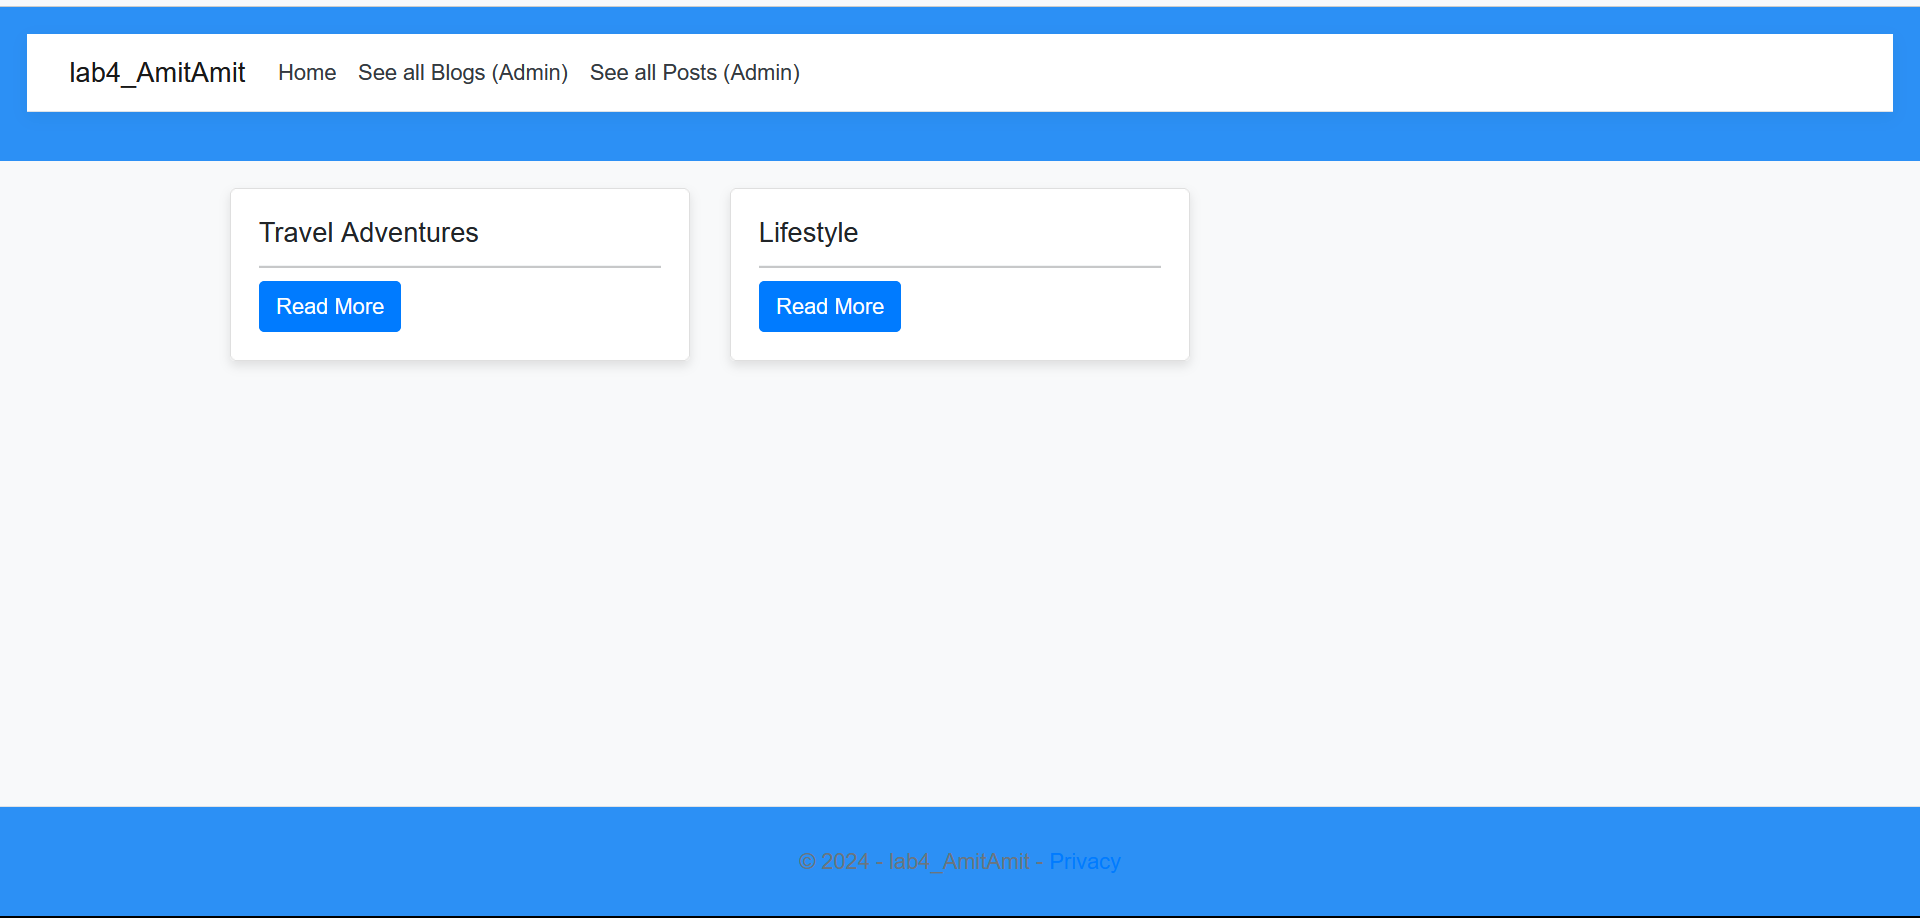 lab4_AmitAmit Home See all Blogs (Admin) See all Posts (Admin)
Travel Adventures
Read More
Lifestyle
Read More
© 2024 - lab4_AmitAmit - Privacy